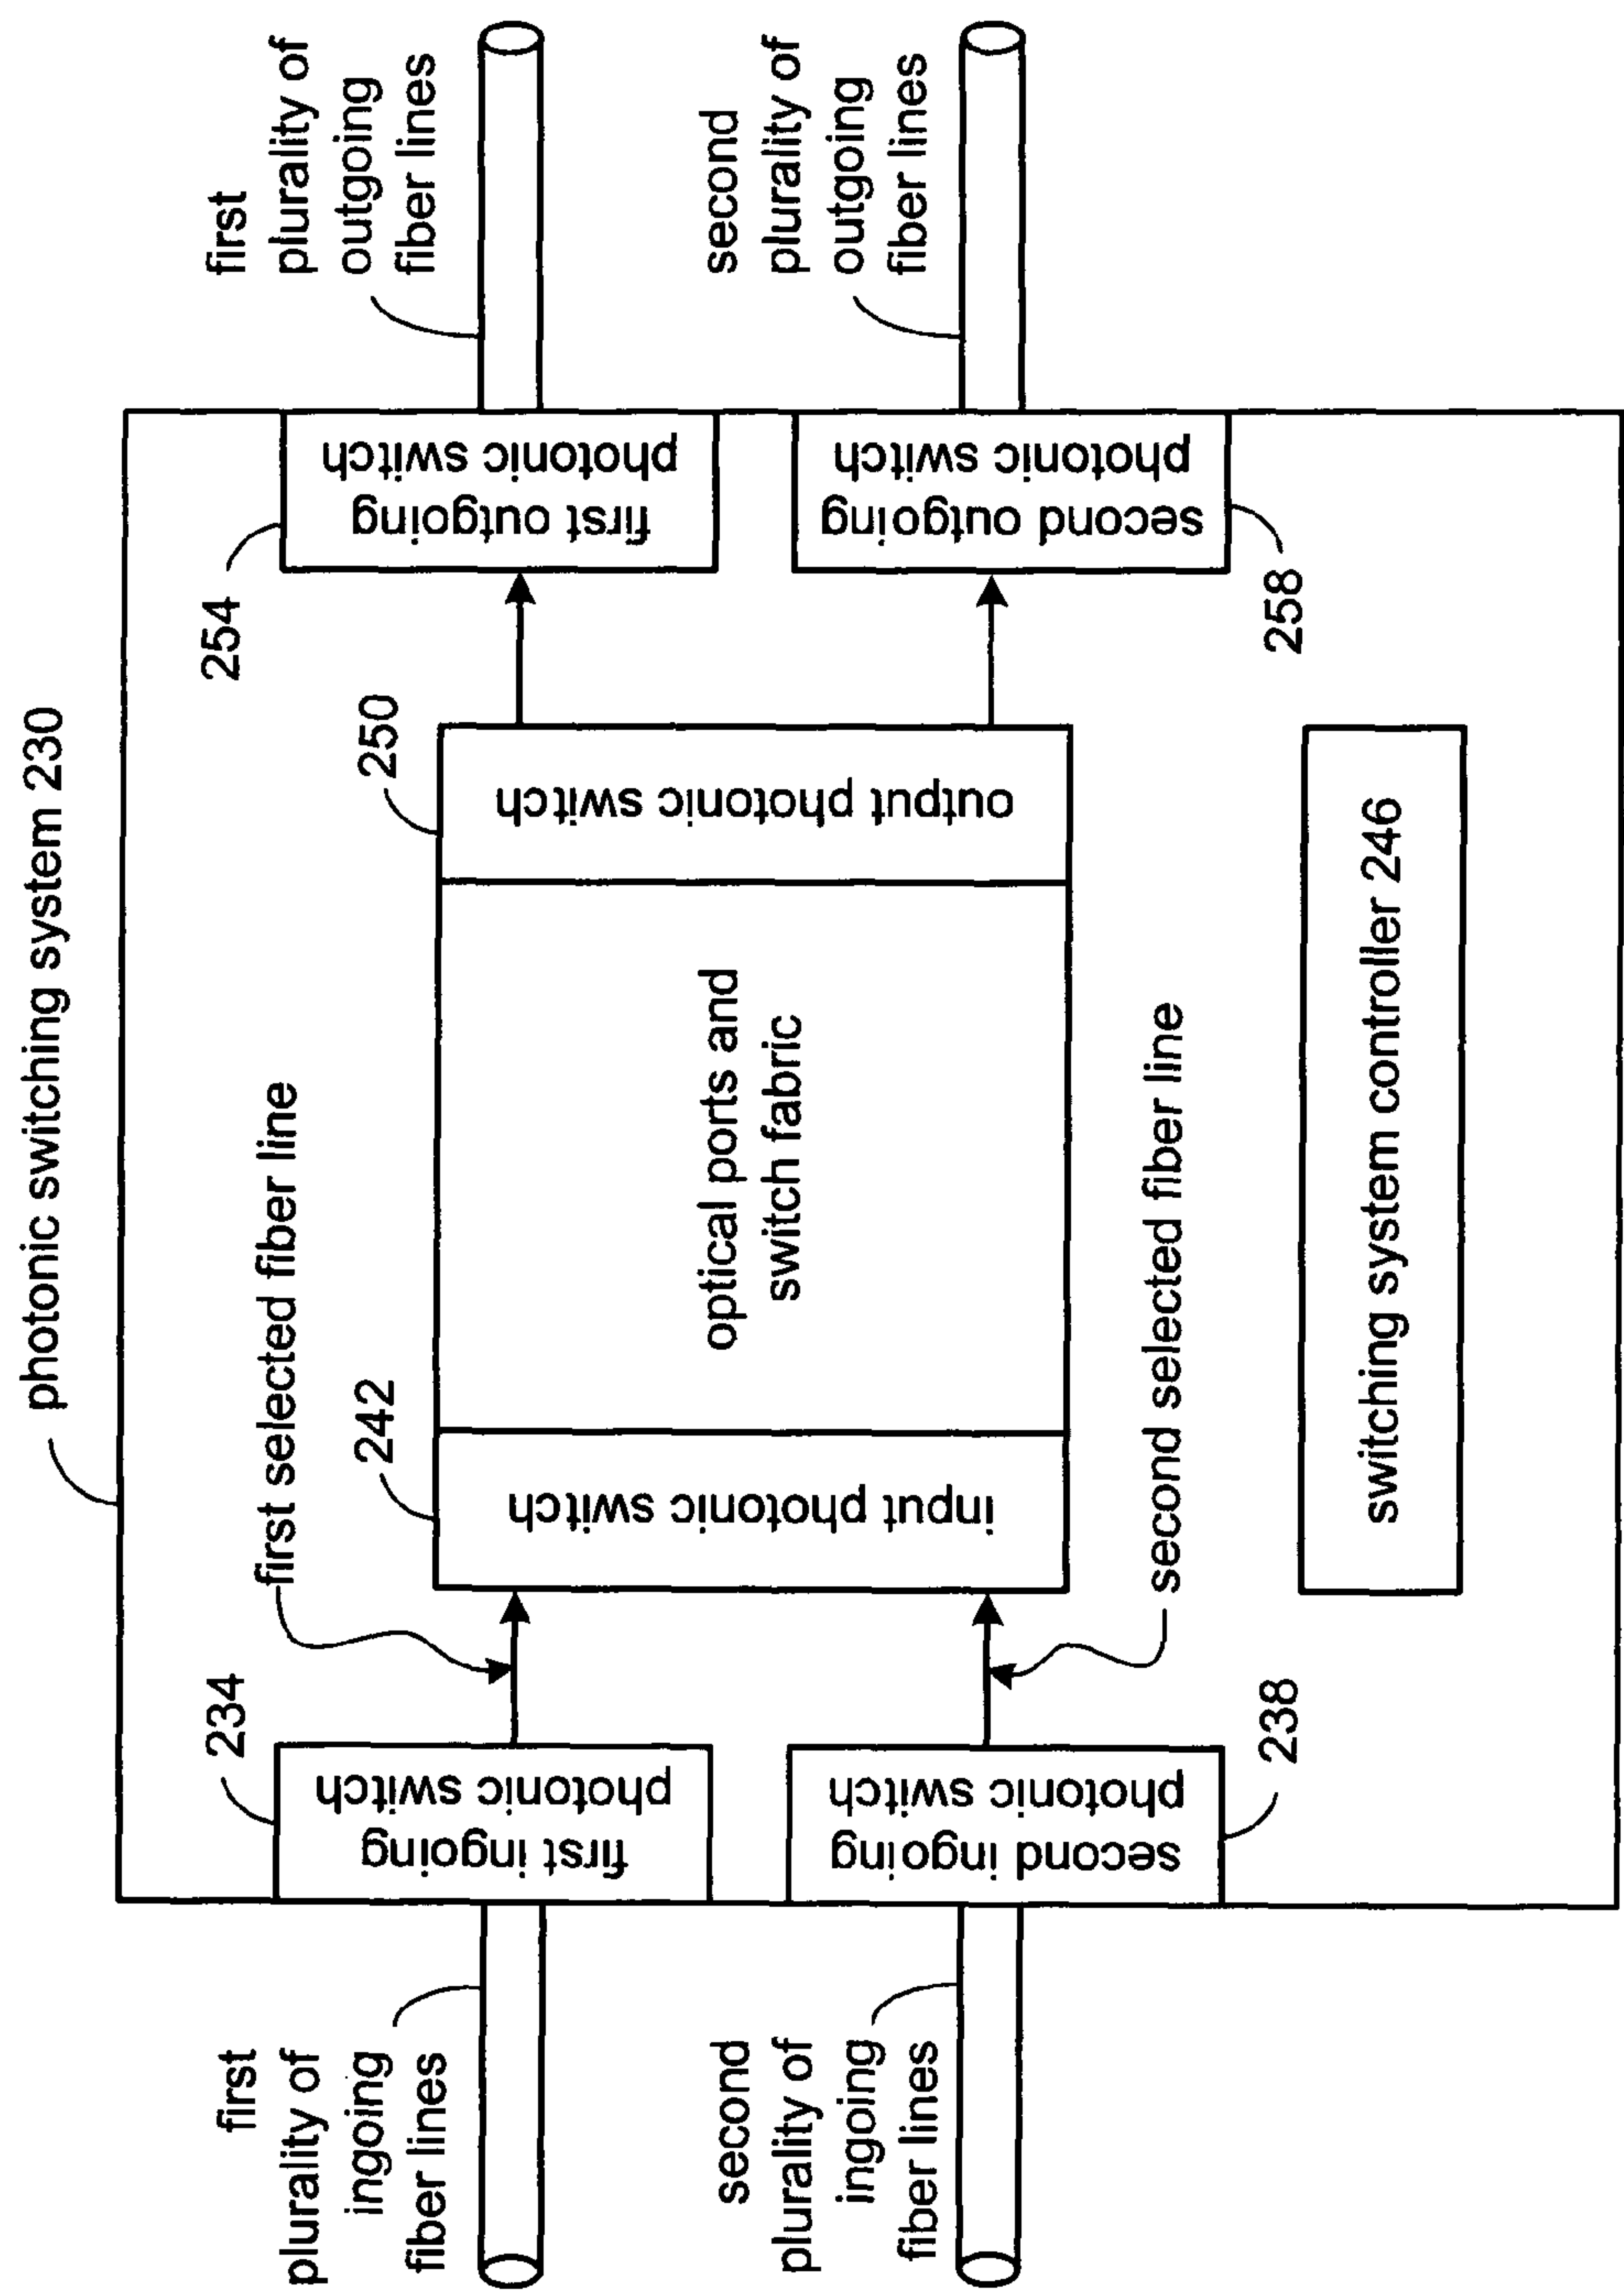 photonic switching system 230
first
plurality of
ingoing
fiber lines
second
plurality of
ingoing
fiber lines
234
first ingoing
photonic switch
238
second ingoing
photonic switch
first selected fiber line
second selected fiber line
242
input photonic switch
optical ports and
switch fabric
250
output photonic switch
switching system controller 246
254
first outgoing
photonic switch
258
second outgoing
photonic switch
first
plurality of
outgoing
fiber lines
second
plurality of
outgoing
fiber lines